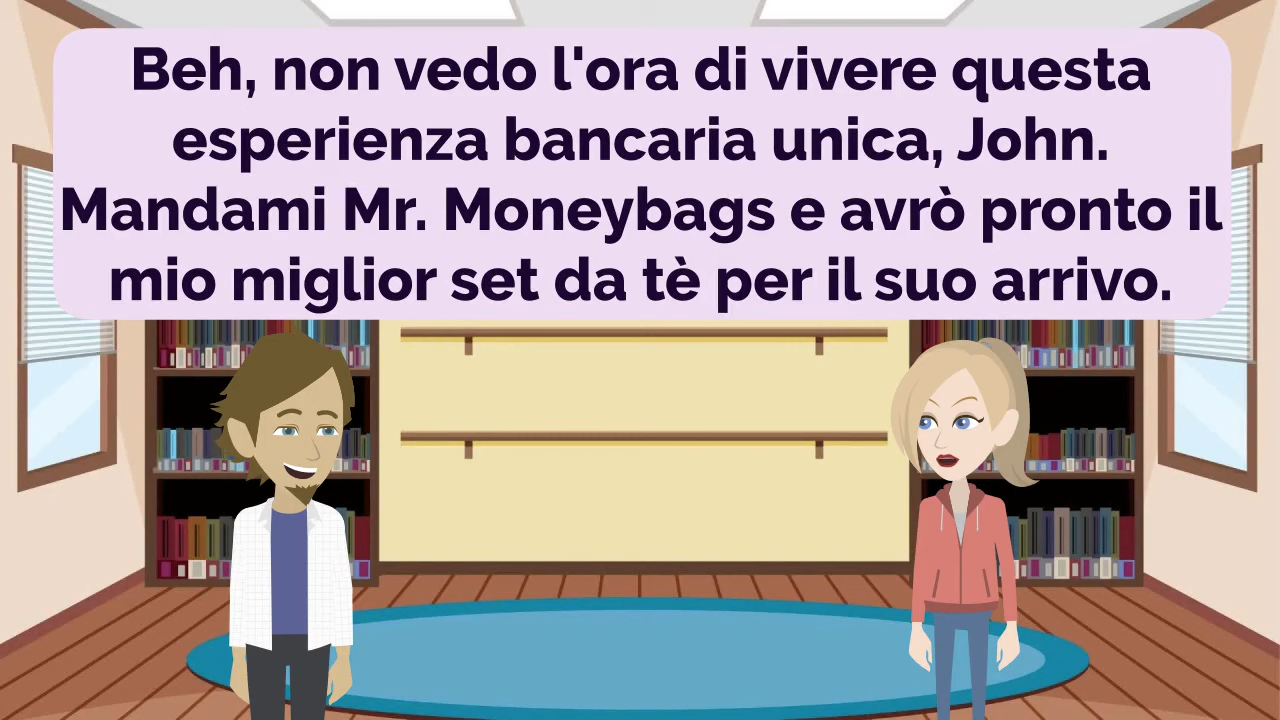 Beh, non vedo l'ora di vivere questa
esperienza bancaria unica, John.
Mandami Mr. Moneybags e avrò pronto il
mio miglior set da tè per il suo arrivo.